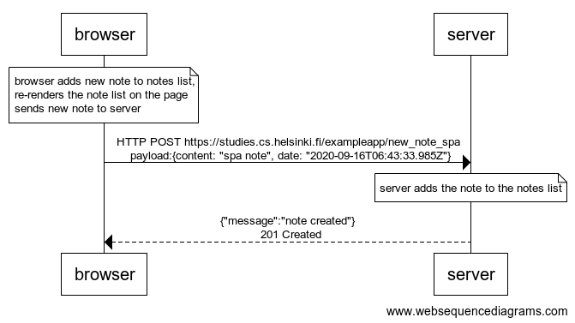 browser
server
browser adds new note to notes list,
re-renders the note list on the page
sends new note to server
HTTP POST https://studies.cs.helsinki.fi/exampleapp/new_note_spa
payload:{content: "spa note", date: "2020-09-16T06:43:33.985Z"}
server adds the note to the notes list
{"message":"note created"}
201 Created
browser
server
www.websequencediagrams.com